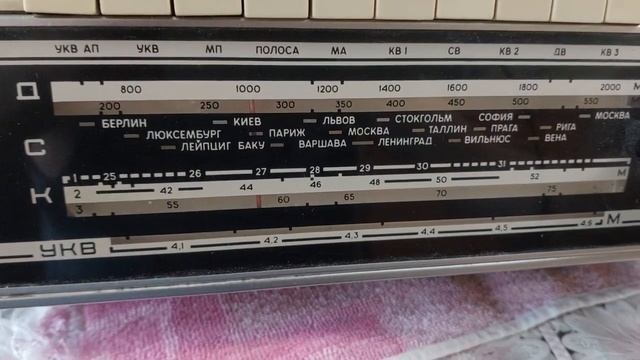 УКВ АП УКВ МП ПОЛОСА МА КВ 1 СВ КВ 2 ДВ КВ 3
Д 800 1000 1200 1400 1600 1800 2000 М
200 250 300 350 400 450 500 550
БЕРЛИН КИЕВ ЛЬВОВ СТОКГОЛЬМ СОФИЯ МОСКВА
ЛЮКСЕМБУРГ ПАРИЖ МОСКВА ТАЛЛИН ПРАГА РИГА
С ЛЕЙПЦИГ БАКУ ВАРШАВА ЛЕНИНГРАД ВИЛЬНЮС ВЕНА
1 25 26 27 28 29 30 31
К 2 42 44 46 48 50 52 М
3 55 60 65 70 75
УКВ 4,1 4,2 4,3 4,4 4,5 4,6 М